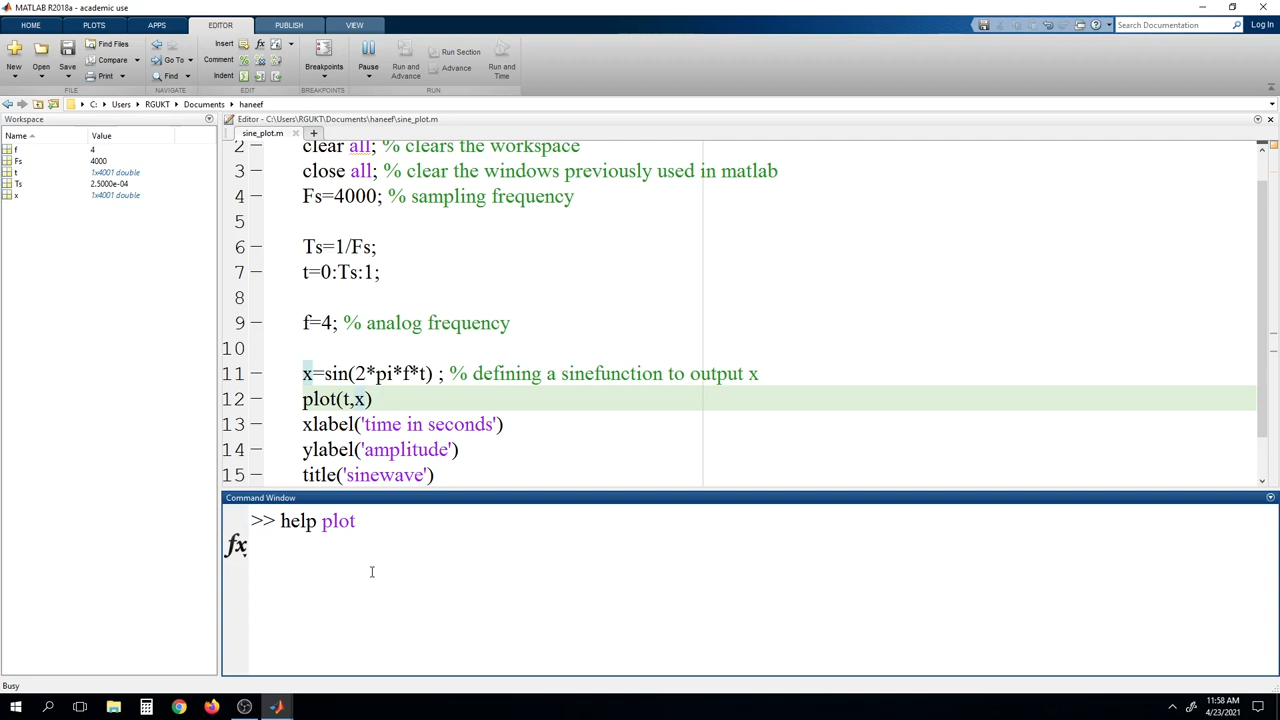 MATLAB R2018a - academic use
HOME PLOTS APPS EDITOR PUBLISH VIEW
Search Documentation Log In
New Open Save Find Files Compare Print
Go To Find
Insert Comment Indent
Breakpoints
Pause Run and Advance Run Section Advance Run and Time
FILE NAVIGATE EDIT BREAKPOINTS RUN
C: Users RGUKT Documents haneef
Workspace
Name Value
f 4
Fs 4000
t 1x4001 double
Ts 2.5000e-04
x 1x4001 double
Editor - C:\Users\RGUKT\Documents\haneef\sine_plot.m
sine_plot.m
2 clear all; % clears the workspace
3 close all; % clear the windows previously used in matlab
4 Fs=4000; % sampling frequency
5
6 Ts=1/Fs;
7 t=0:Ts:1;
8
9 f=4; % analog frequency
10
11 x=sin(2*pi*f*t) ; % defining a sinefunction to output x
12 plot(t,x)
13 xlabel('time in seconds')
14 ylabel('amplitude')
15 title('sinewave')
Command Window
>> help plot
fx
Busy
11:58 AM
4/23/2021